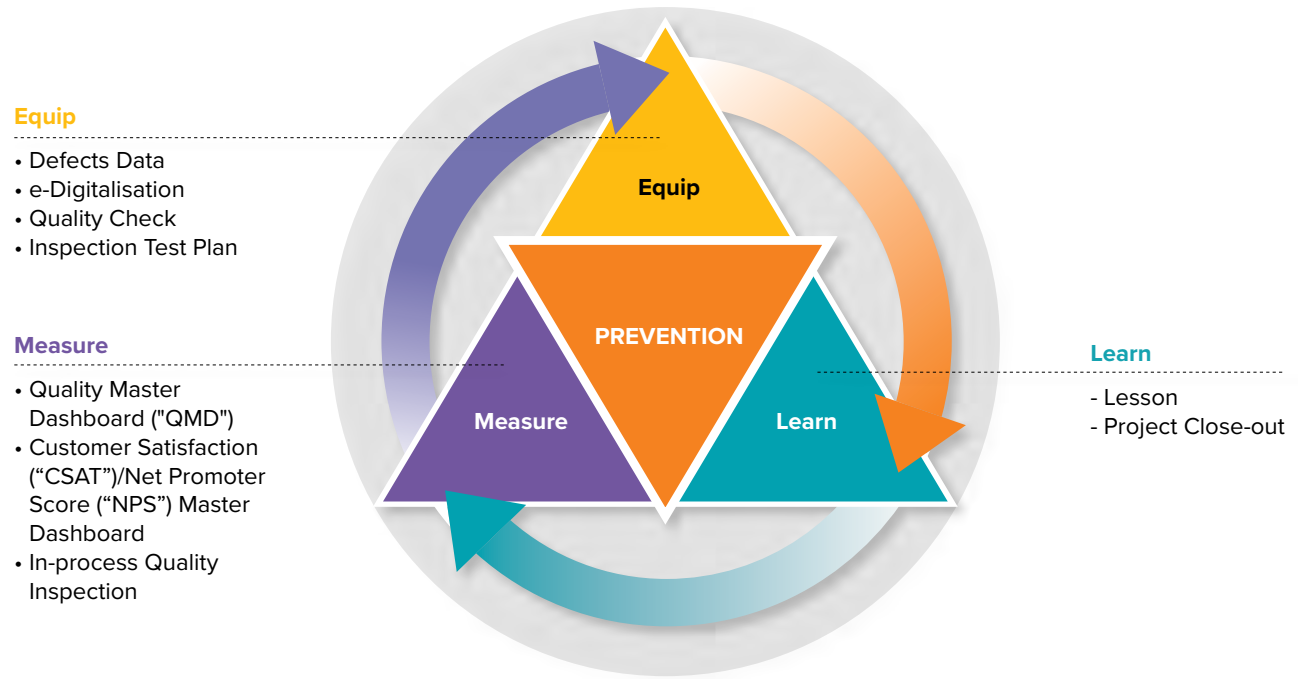 Equip
• Defects Data
• e-Digitalisation
• Quality Check
• Inspection Test Plan
Measure
• Quality Master
Dashboard ("QMD")
• Customer Satisfaction
(“CSAT”)/Net Promoter
Score (“NPS”) Master
Dashboard
• In-process Quality
Inspection
Equip
PREVENTION
Measure
Learn
Learn
- Lesson
- Project Close-out